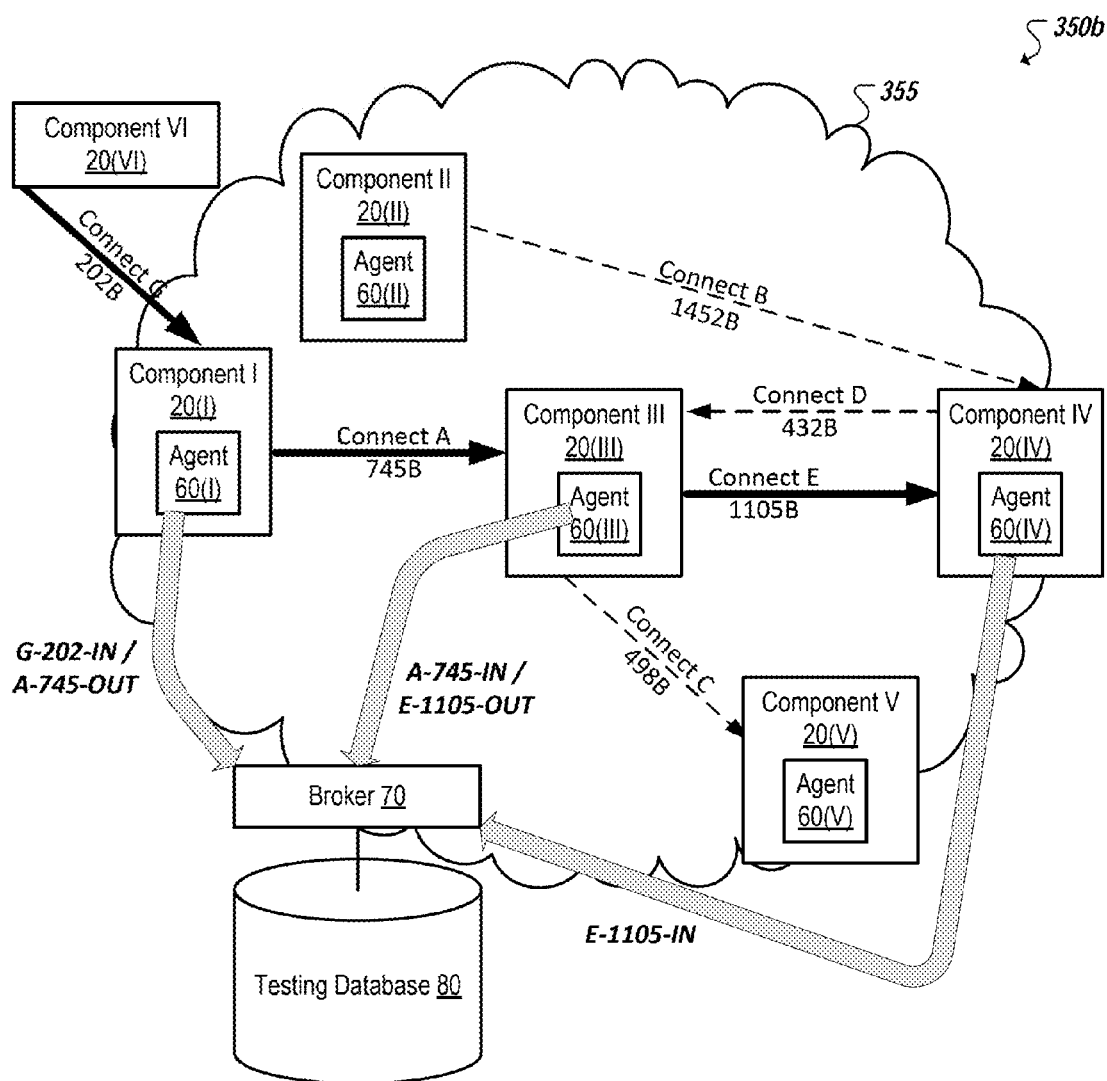 350b
355
Component VI
20(VI)
Connect G
202B
Component II
20(II)
Agent
60(II)
Connect B
1452B
Component I
20(I)
Agent
60(I)
Connect A
745B
Component III
20(III)
Agent
60(III)
Connect D
432B
Connect E
1105B
Component IV
20(IV)
Agent
60(IV)
Connect C
498B
G-202-IN /
A-745-OUT
A-745-IN /
E-1105-OUT
Component V
20(V)
Agent
60(V)
Broker 70
E-1105-IN
Testing Database 80